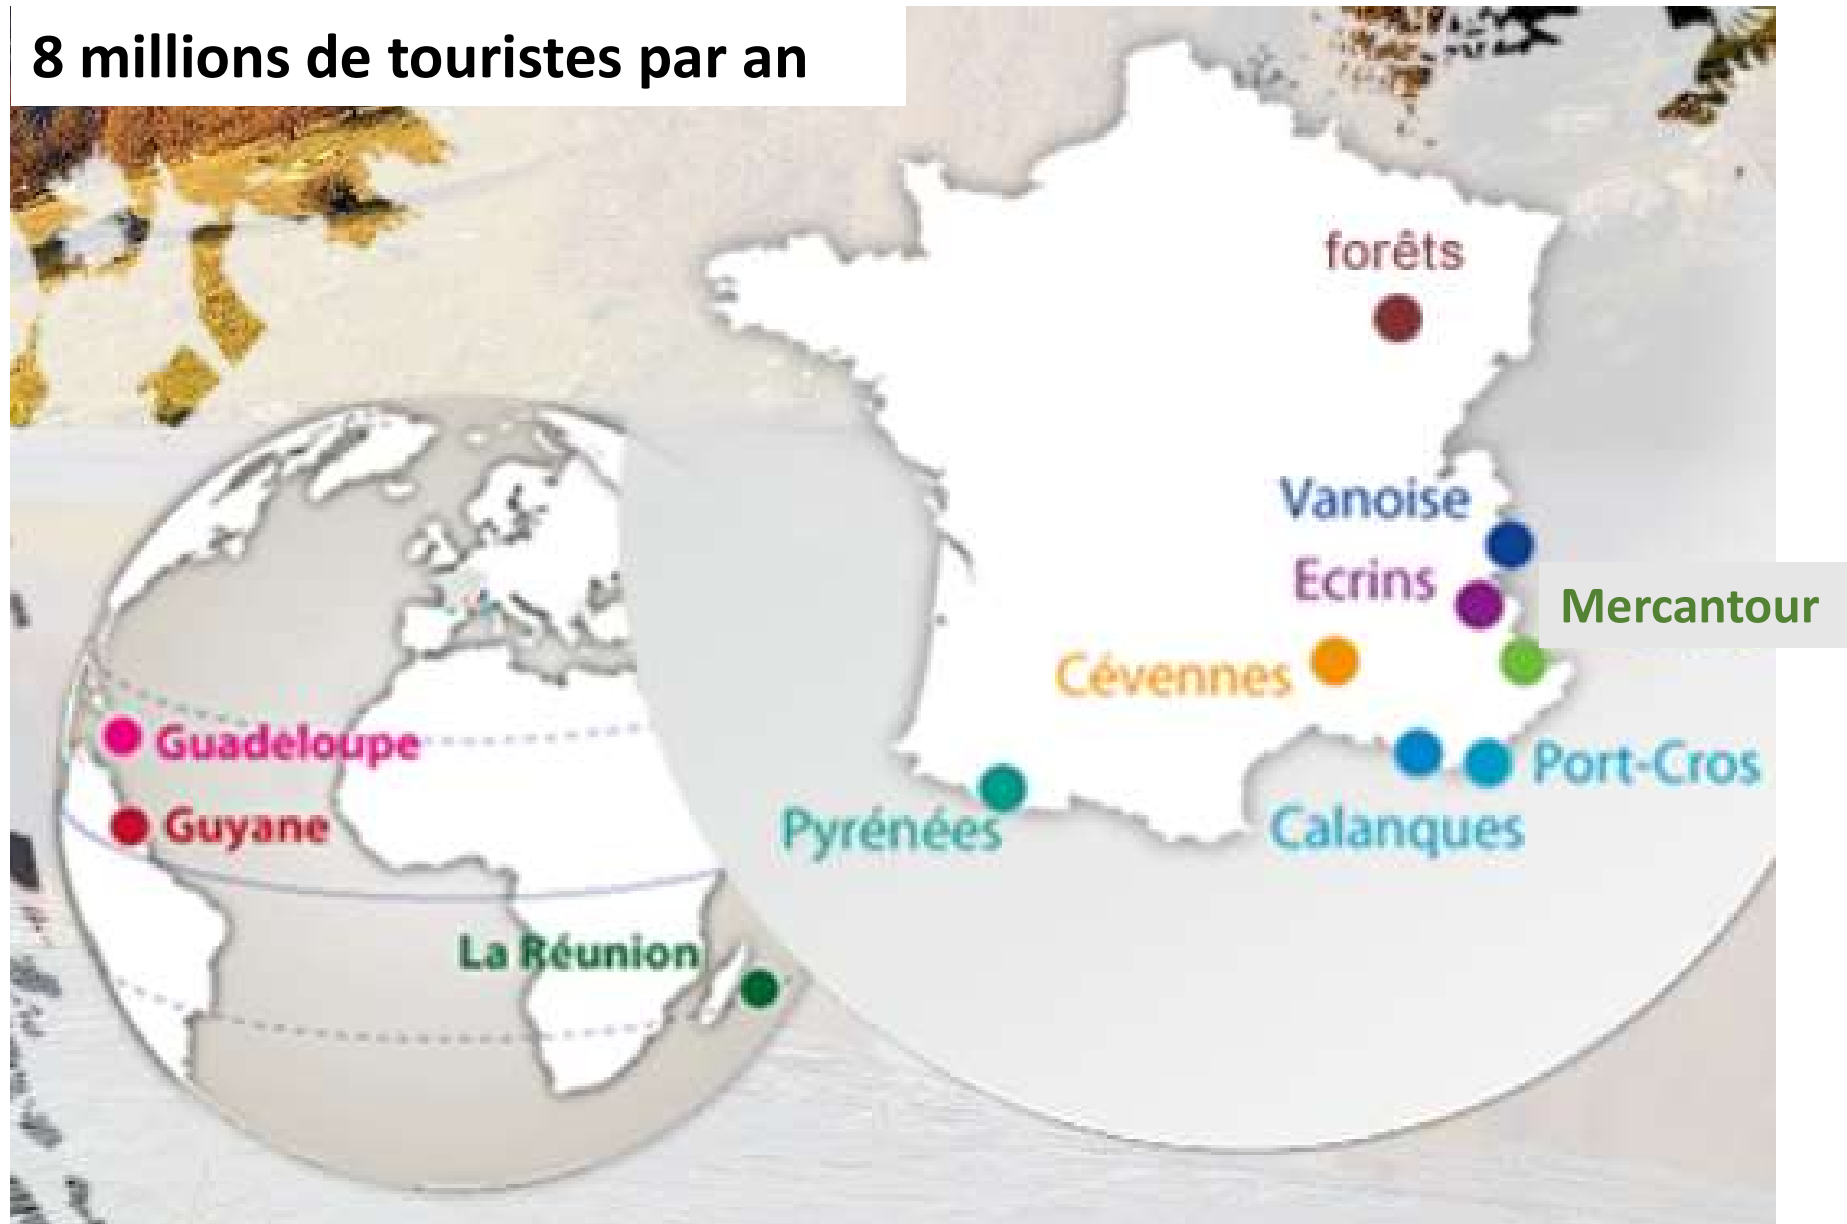 8 millions de touristes par an
forêts
Vanoise
Ecrins
Mercantour
Cévennes
Guadeloupe
Port-Cros
Pyrénées
Calanques
Guyane
La Réunion